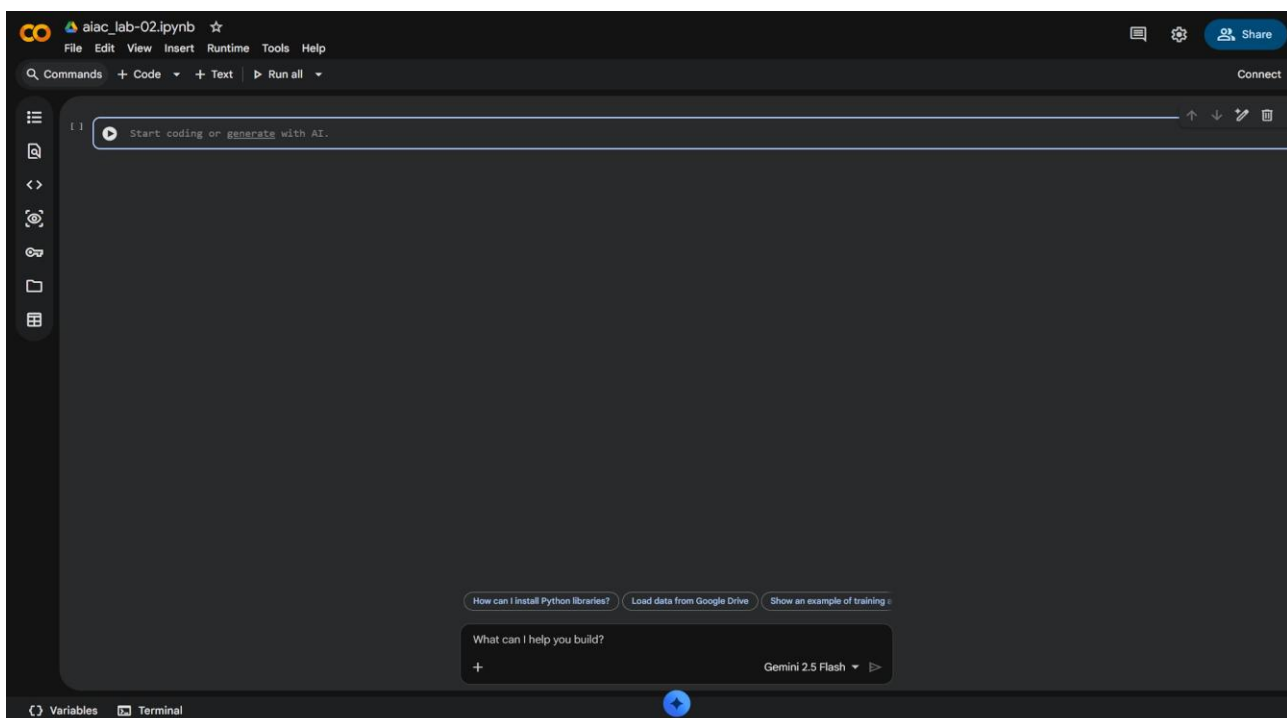 CO
aiac_lab-02.ipynb
File Edit View Insert Runtime Tools Help
Share
Commands + Code + Text Run all
Connect
[ ]
Start coding or generate with AI.
How can I install Python libraries? Load data from Google Drive Show an example of training
What can I help you build?
+ Gemini 2.5 Flash
{} Variables Terminal